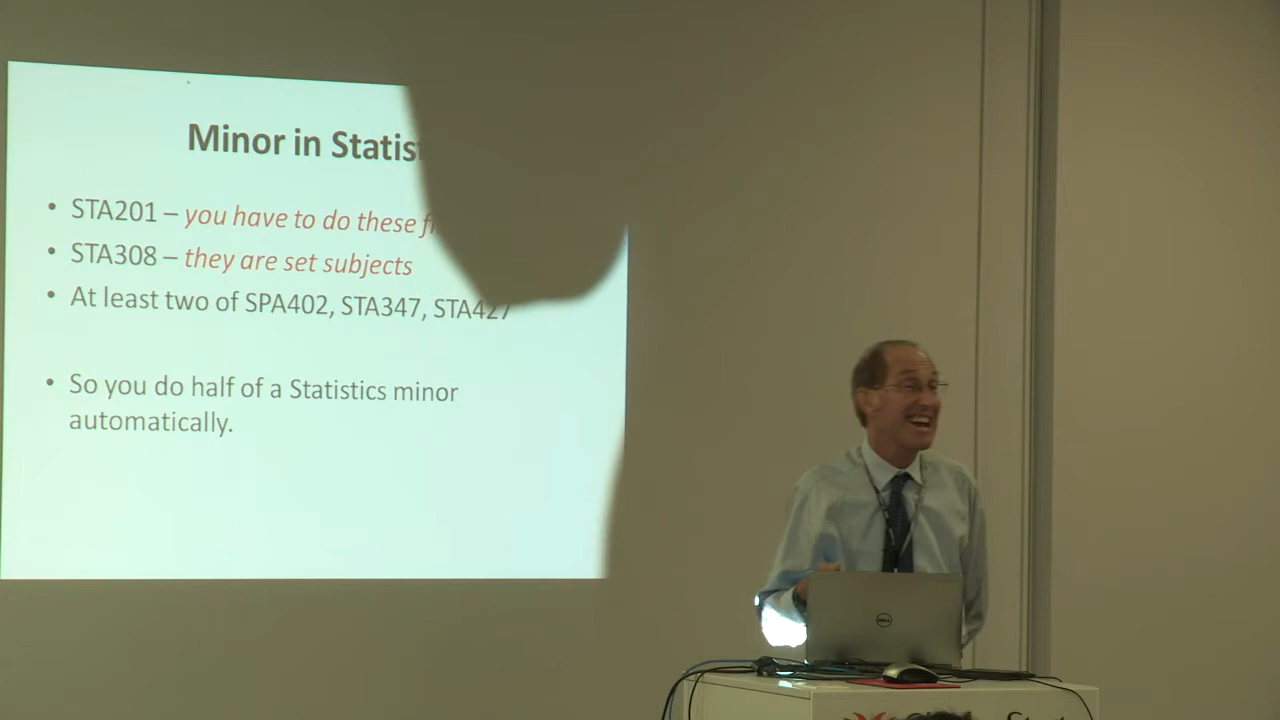 Minor in Statis
• STA201 – you have to do these
• STA308 – they are set subjects
• At least two of SPA402, STA347, STA427
• So you do half of a Statistics minor
automatically.
DELL